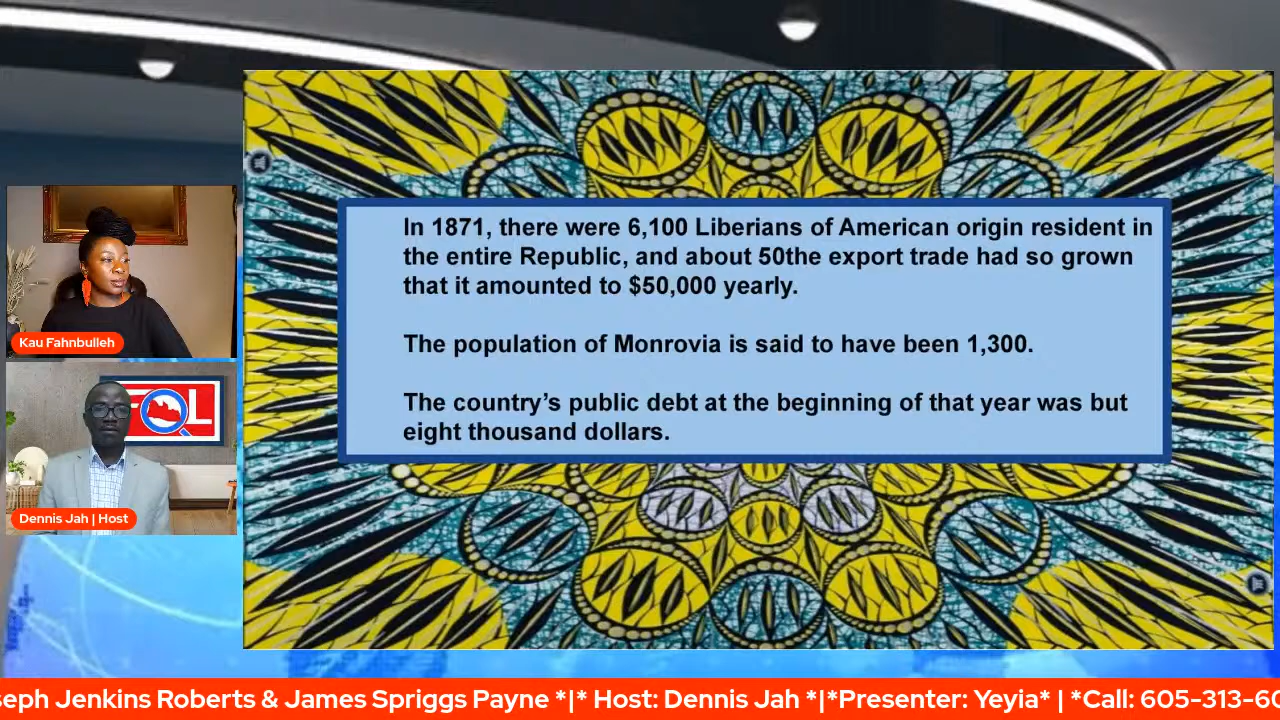 In 1871, there were 6,100 Liberians of American origin resident in
the entire Republic, and about 50the export trade had so grown
that it amounted to $50,000 yearly.
The population of Monrovia is said to have been 1,300.
The country's public debt at the beginning of that year was but
eight thousand dollars.
Kau Fahnbulleh
FOL
Dennis Jah | Host
seph Jenkins Roberts & James Spriggs Payne *|* Host: Dennis Jah *|*Presenter: Yeyia* | *Call: 605-313-60